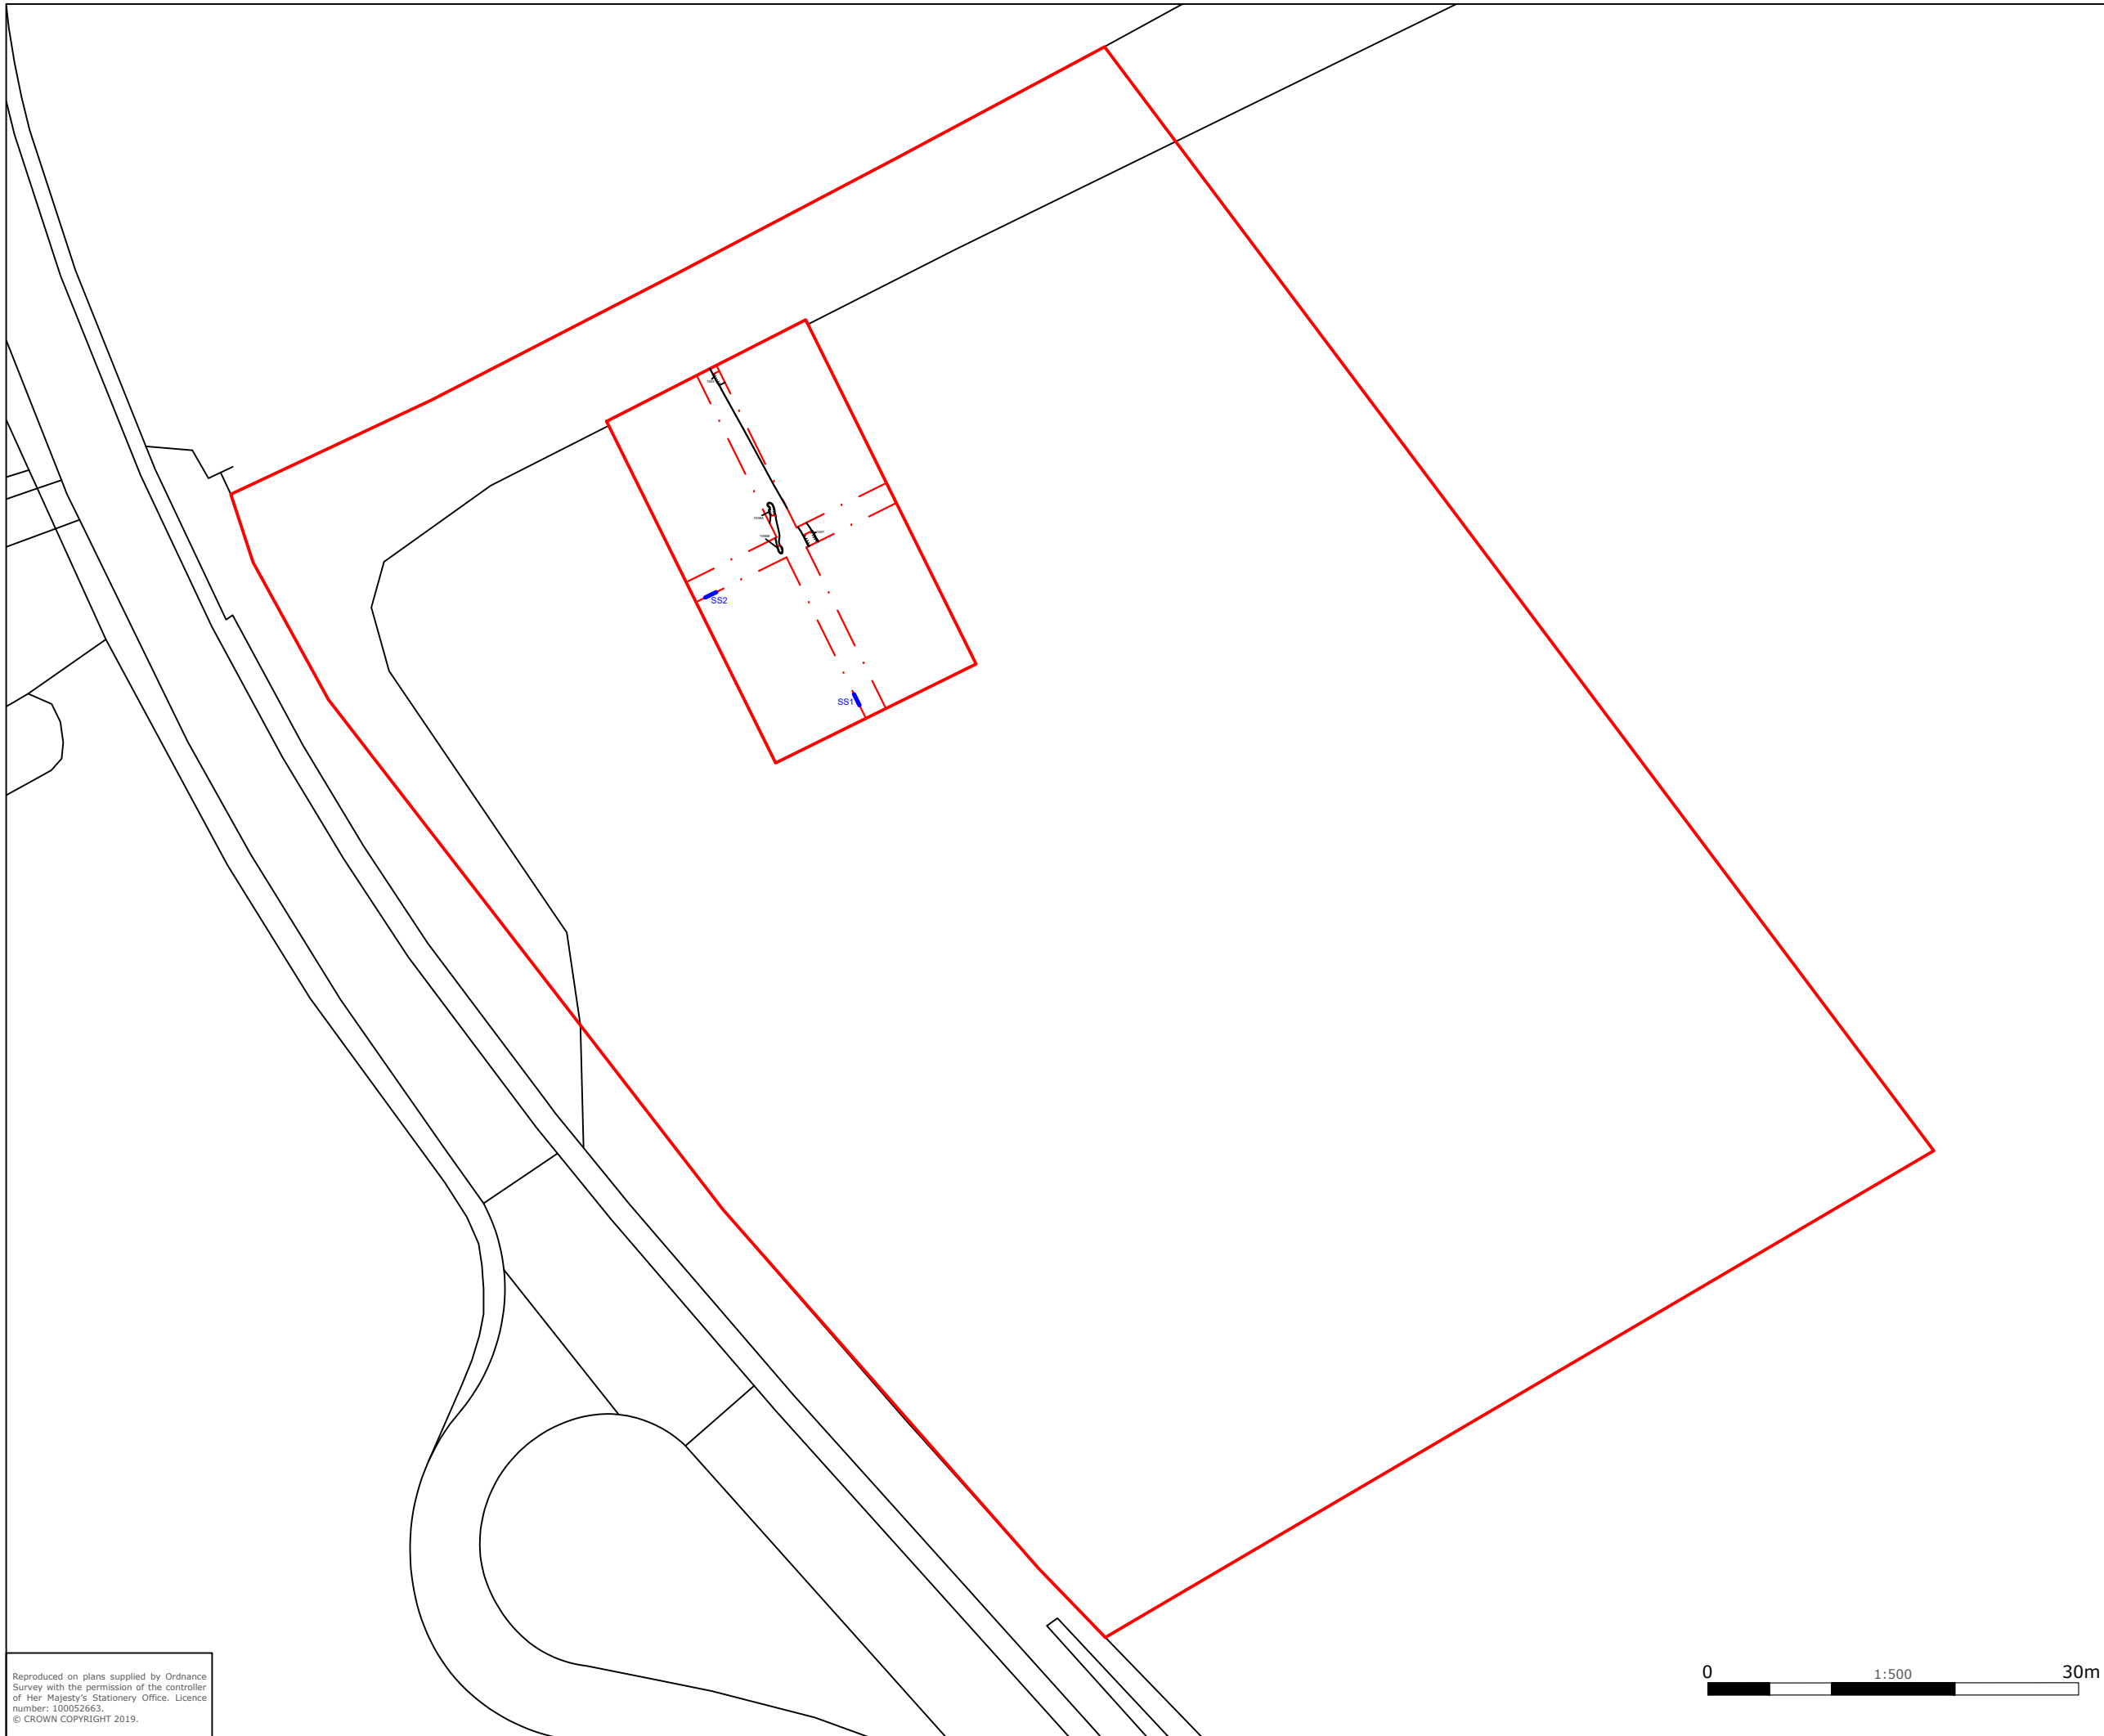 SS2
SS1
0 1:500 30m
Reproduced on plans supplied by Ordnance
Survey with the permission of the controller
of Her Majesty's Stationery Office. Licence
number: 100052663.
© CROWN COPYRIGHT 2019.